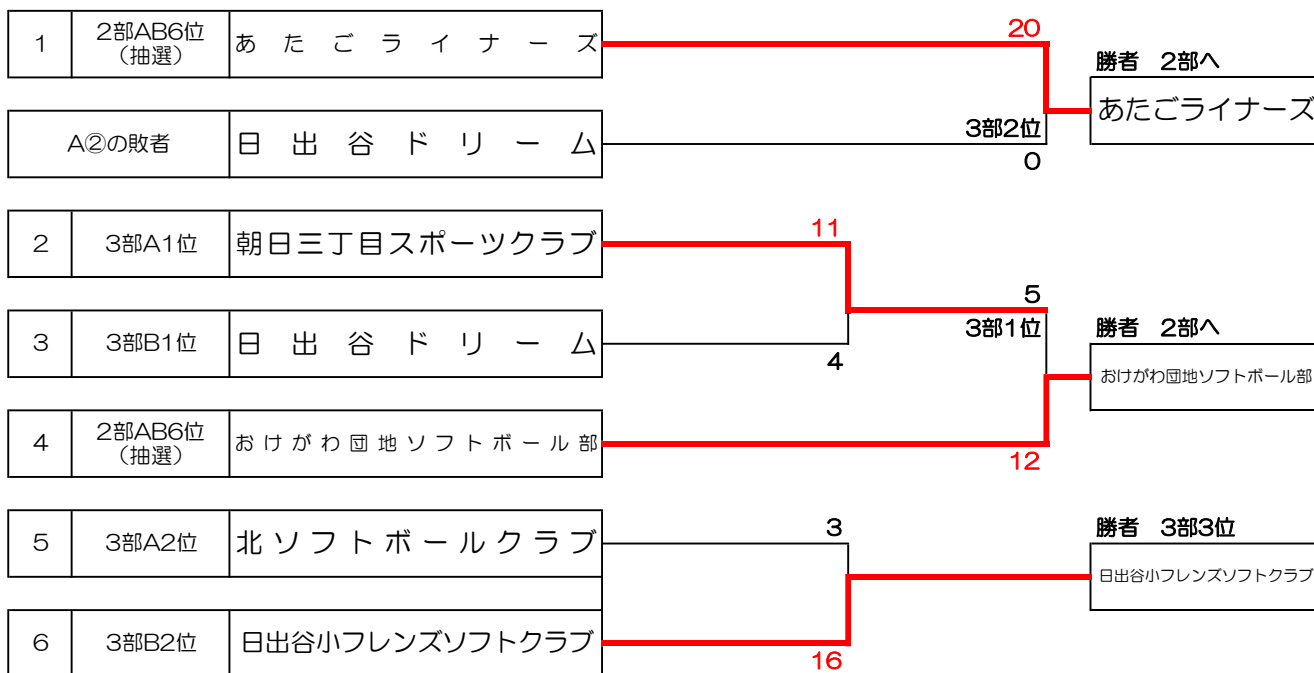 1 2部AB6位（抽選） あたごライナーズ 20
勝者 2部へ
あたごライナーズ
A②の敗者 日出谷ドリーム 3部2位
0
2 3部A1位 朝日三丁目スポーツクラブ 11
5
3部1位
勝者 2部へ
3 3部B1位 日出谷ドリーム 4
おけがわ団地ソフトボール部
4 2部AB6位（抽選） おけがわ団地ソフトボール部 12
5 3部A2位 北ソフトボールクラブ 3
勝者 3部3位
日出谷小フレンズソフトクラブ
6 3部B2位 日出谷小フレンズソフトクラブ 16